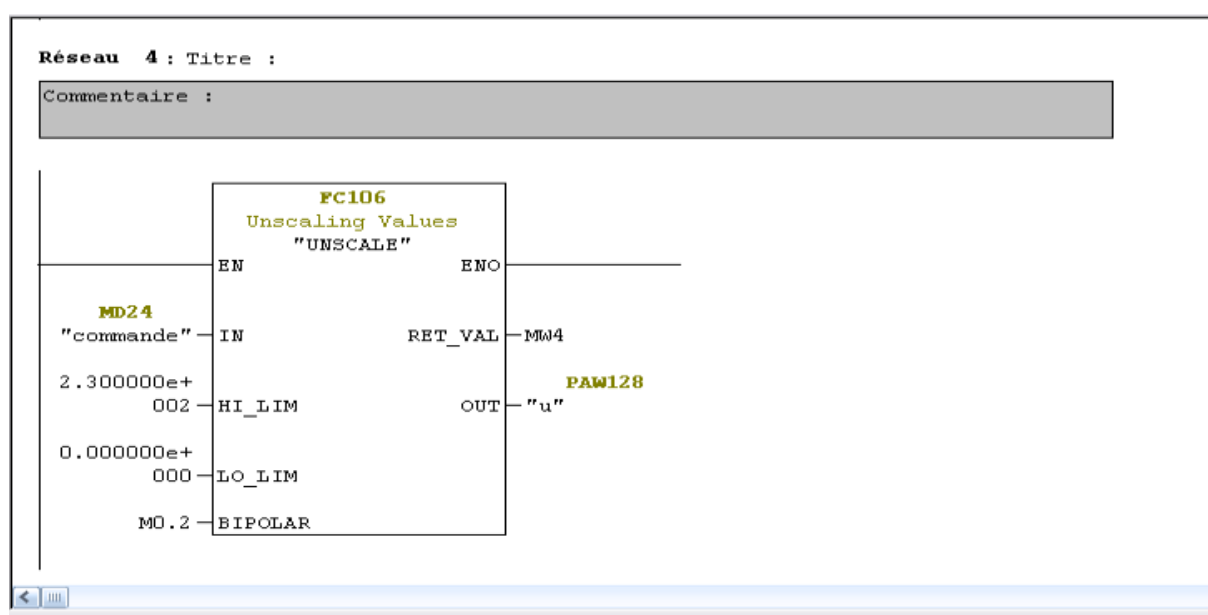 Réseau 4 : Titre :
Commentaire :
FC106
Unscaling Values
"UNSCALE"
EN ENO
MD24
"commande" IN RET_VAL MW4
2.300000e+ PAW128
002 HI_LIM OUT "u"
0.000000e+
000 LO_LIM
M0.2 BIPOLAR